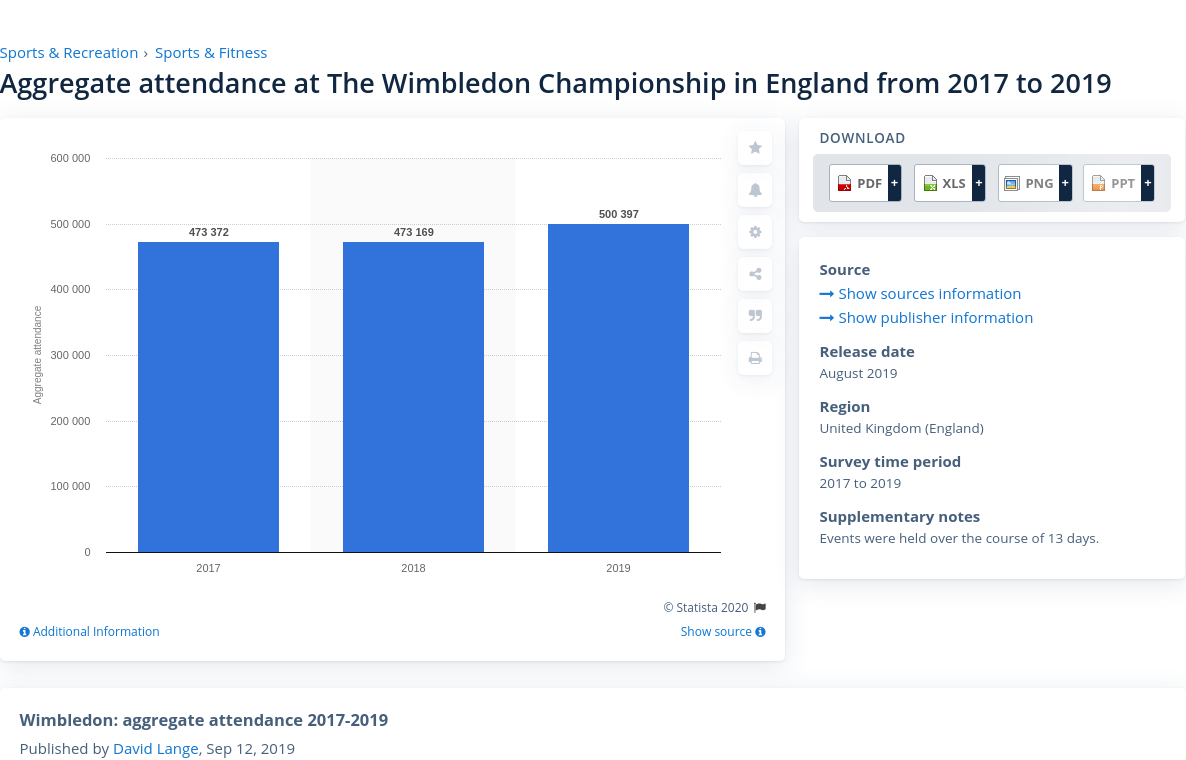 Sports & Recreation › Sports & Fitness
Aggregate attendance at The Wimbledon Championship in England from 2017 to 2019
600 000
500 000
400 000
300 000
200 000
100 000
0
Aggregate attendance
473 372
473 169
500 397
2017
2018
2019
© Statista 2020
Additional Information
Show source
DOWNLOAD
PDF +
XLS +
PNG +
PPT +
Source
Show sources information
Show publisher information
Release date
August 2019
Region
United Kingdom (England)
Survey time period
2017 to 2019
Supplementary notes
Events were held over the course of 13 days.
Wimbledon: aggregate attendance 2017-2019
Published by David Lange, Sep 12, 2019